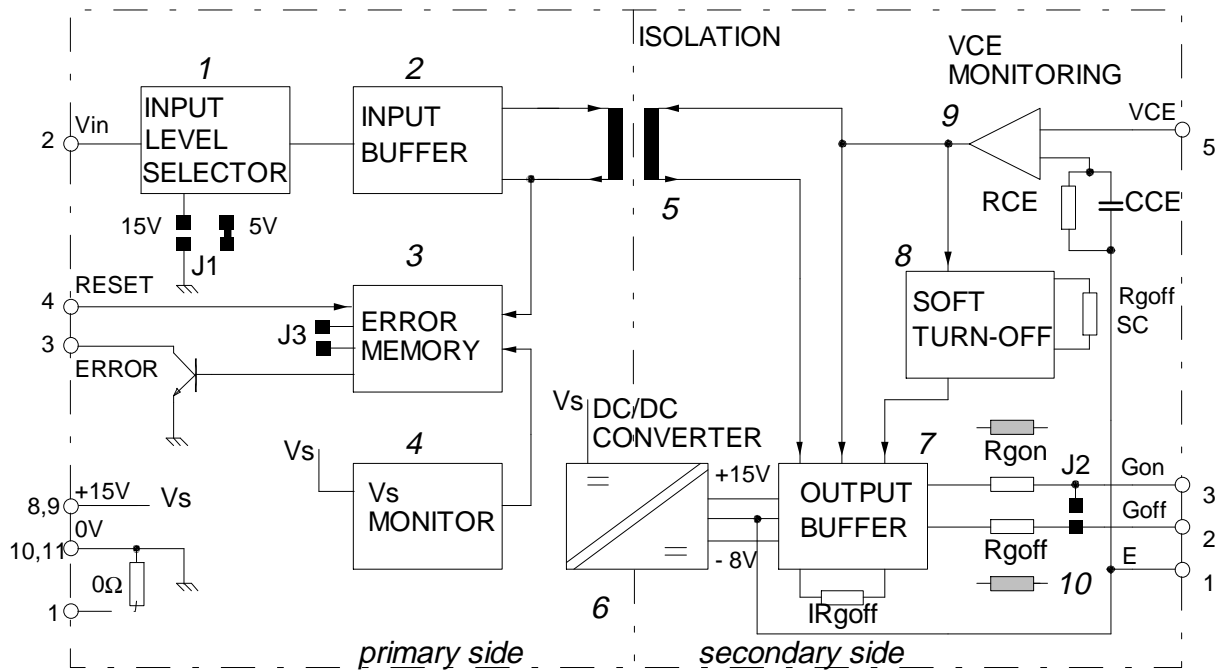 ISOLATION
VCE
MONITORING
1
2
INPUT
LEVEL
SELECTOR
INPUT
BUFFER
9
VCE
2
Vin
5
5
RCE
CCE
15V
5V
J1
3
8
RESET
4
ERROR
MEMORY
J3
SOFT
TURN-OFF
Rgoff
SC
3
ERROR
Vs
DC/DC
CONVERTER
4
7
Rgon
J2
Vs
Vs
MONITOR
+15V
OUTPUT
BUFFER
Gon
3
8,9
+15V
Vs
0V
10,11
- 8V
Rgoff
Goff
2
E
1
0Ω
1
6
IRgoff
10
primary side
secondary side